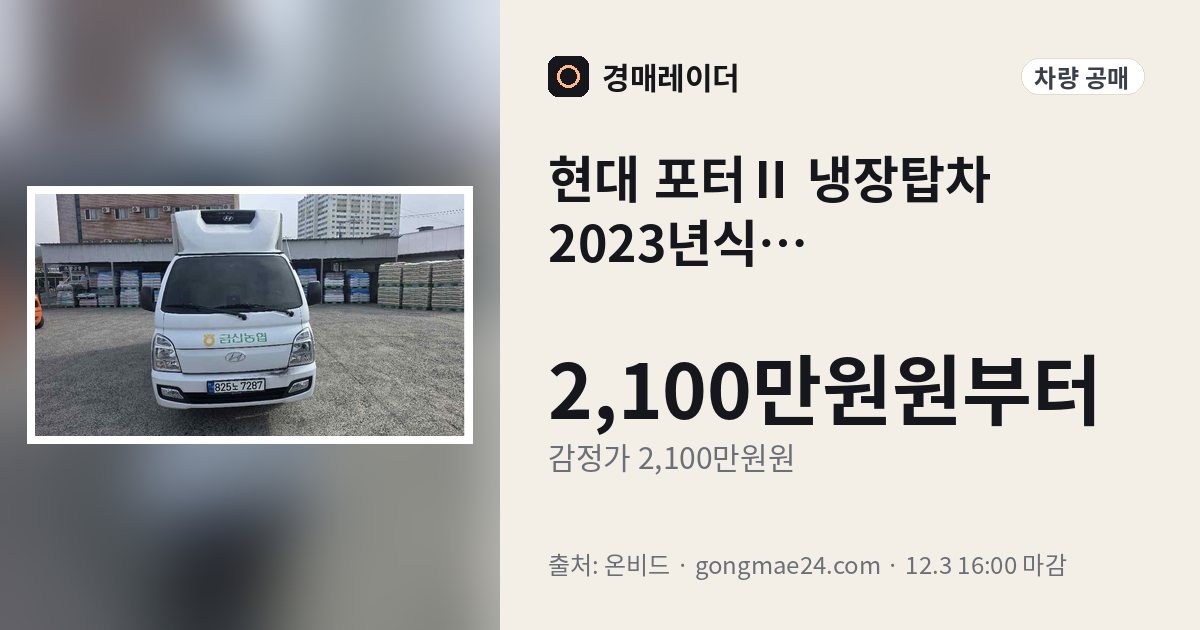 경매레이더
차량 공매
현대 포터Ⅱ 냉장탑차
2023년식…
2,100만원원부터
감정가 2,100만원원
출처: 온비드 · gongmae24.com · 12.3 16:00 마감
금신농협
825노 7287